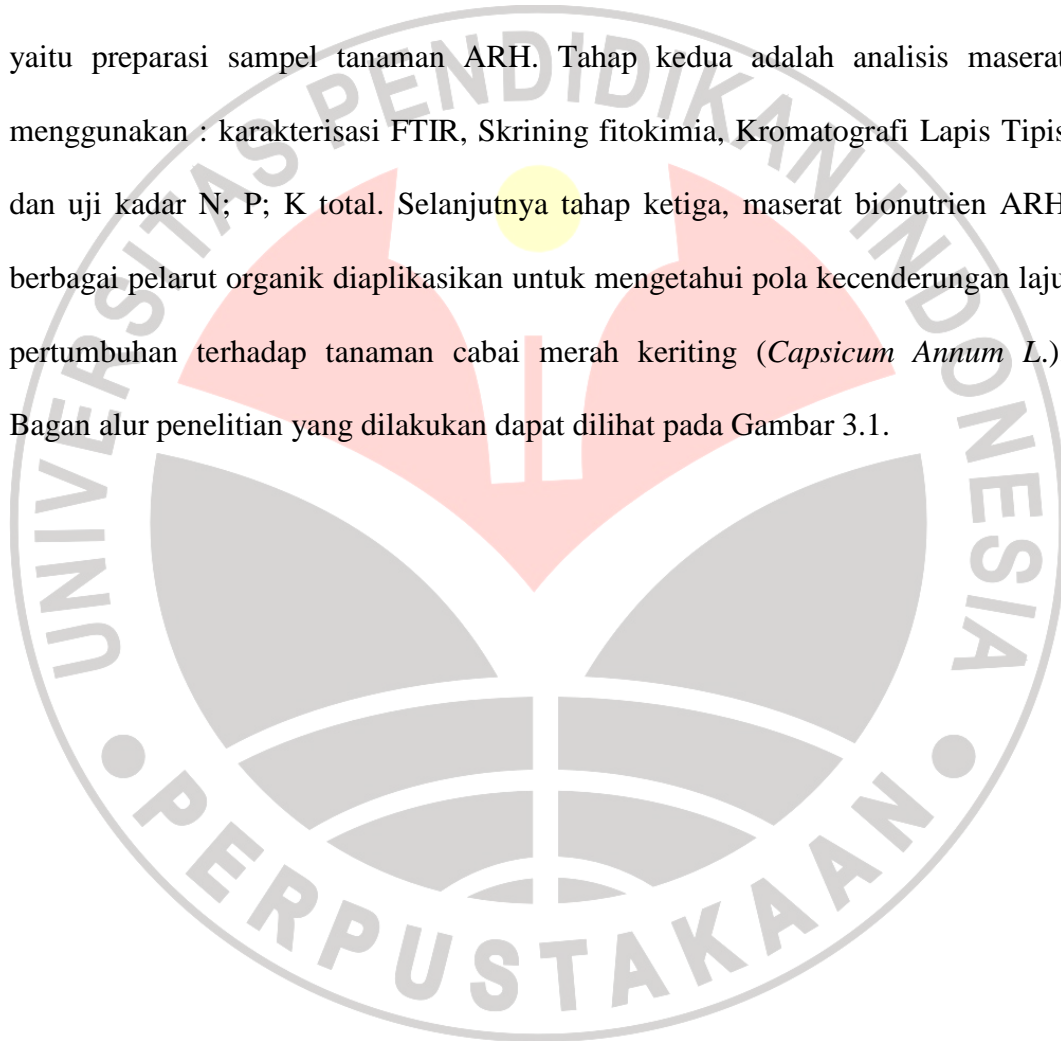 yaitu preparasi sampel tanaman ARH. Tahap kedua adalah analisis maserat
menggunakan : karakterisasi FTIR, Skrining fitokimia, Kromatografi Lapis Tipis
dan uji kadar N; P; K total. Selanjutnya tahap ketiga, maserat bionutrien ARH
berbagai pelarut organik diaplikasikan untuk mengetahui pola kecenderungan laju
pertumbuhan terhadap tanaman cabai merah keriting (Capsicum Annum L.)
Bagan alur penelitian yang dilakukan dapat dilihat pada Gambar 3.1.
UNIVERSITAS PENDIDIKAN INDONESIA
PERPUSTAKAAN